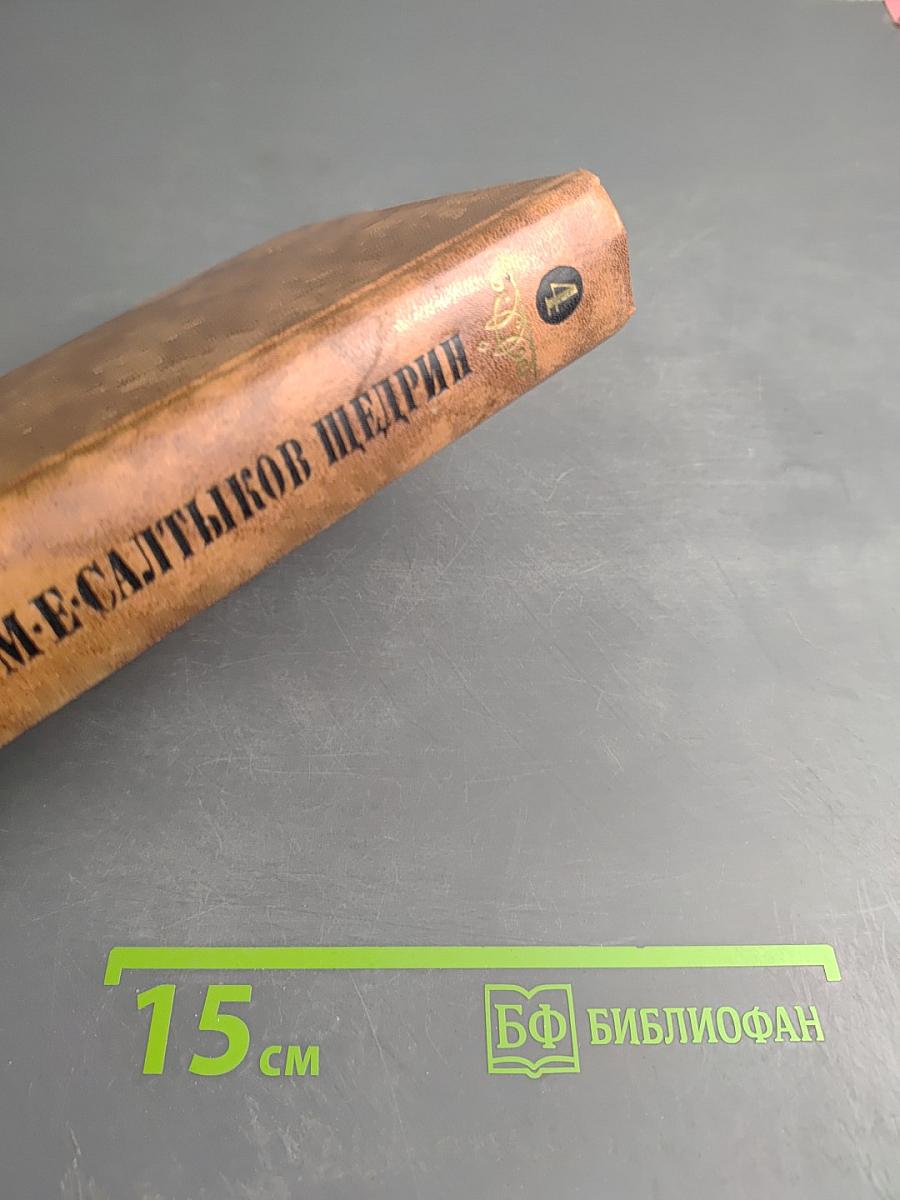 М·Е·САЛТЫКОВ ЩЕДРИН
4
15 см
БФ БИБЛИОФАН